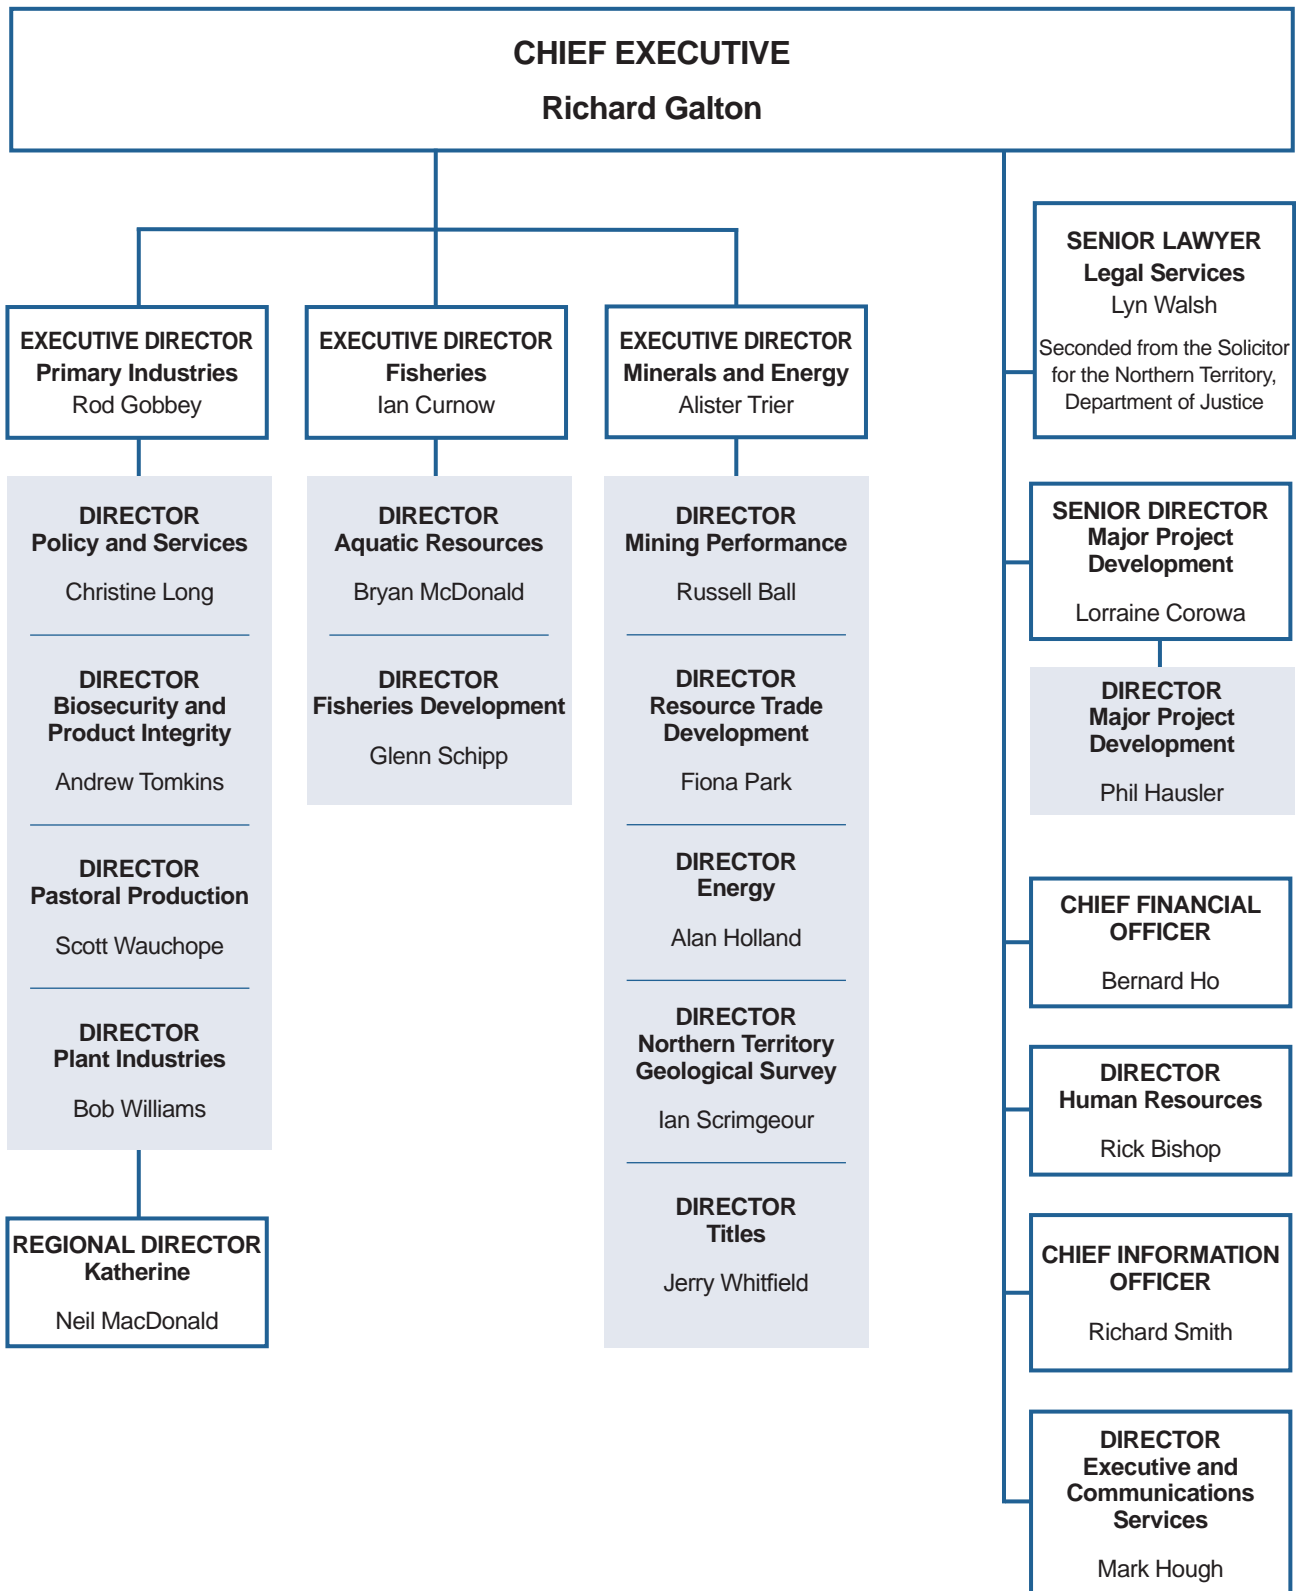 CHIEF EXECUTIVE
Richard Galton
EXECUTIVE DIRECTOR
Primary Industries
Rod Gobbey
DIRECTOR
Policy and Services
Christine Long
DIRECTOR
Biosecurity and
Product Integrity
Andrew Tomkins
DIRECTOR
Pastoral Production
Scott Wauchope
DIRECTOR
Plant Industries
Bob Williams
REGIONAL DIRECTOR
Katherine
Neil MacDonald
EXECUTIVE DIRECTOR
Fisheries
Ian Curnow
DIRECTOR
Aquatic Resources
Bryan McDonald
DIRECTOR
Fisheries Development
Glenn Schipp
EXECUTIVE DIRECTOR
Minerals and Energy
Alister Trier
DIRECTOR
Mining Performance
Russell Ball
DIRECTOR
Resource Trade
Development
Fiona Park
DIRECTOR
Energy
Alan Holland
DIRECTOR
Northern Territory
Geological Survey
Ian Scrimgeour
DIRECTOR
Titles
Jerry Whitfield
SENIOR LAWYER
Legal Services
Lyn Walsh
Seconded from the Solicitor
for the Northern Territory,
Department of Justice
SENIOR DIRECTOR
Major Project
Development
Lorraine Corowa
DIRECTOR
Major Project
Development
Phil Hausler
CHIEF FINANCIAL
OFFICER
Bernard Ho
DIRECTOR
Human Resources
Rick Bishop
CHIEF INFORMATION
OFFICER
Richard Smith
DIRECTOR
Executive and
Communications
Services
Mark Hough